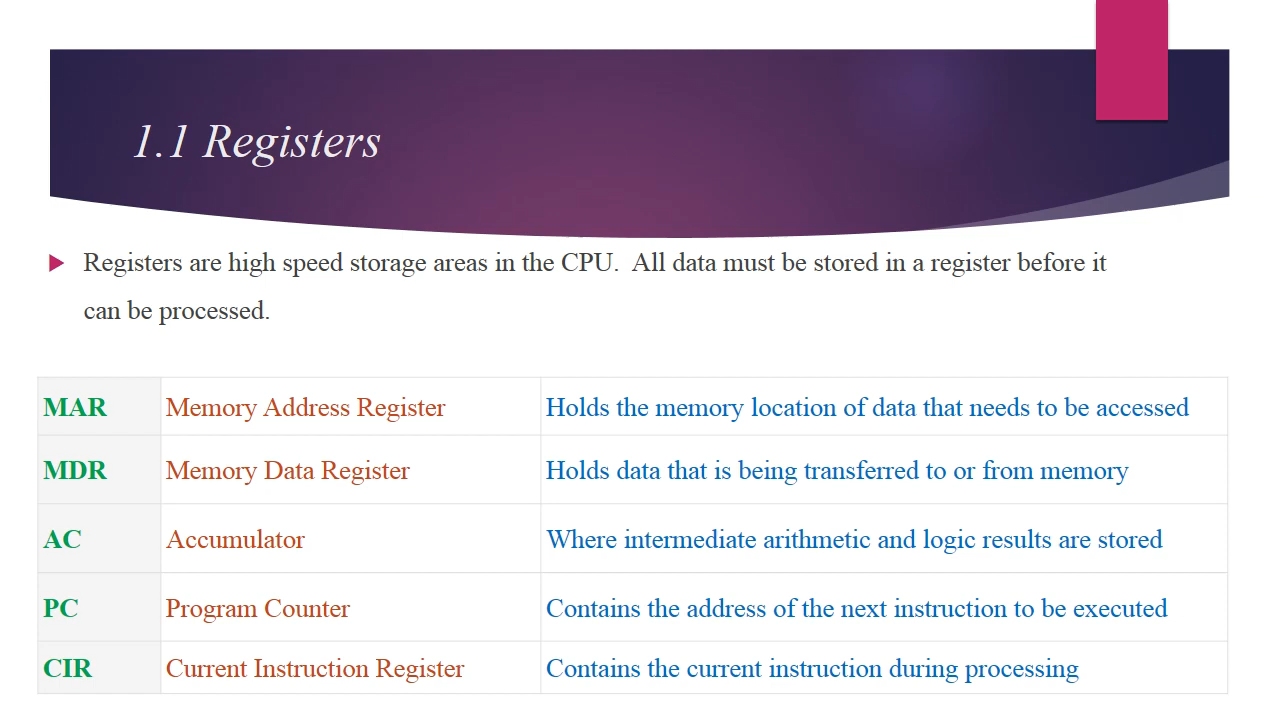 1.1 Registers
Registers are high speed storage areas in the CPU.  All data must be stored in a register before it
can be processed.
MAR Memory Address Register Holds the memory location of data that needs to be accessed
MDR Memory Data Register Holds data that is being transferred to or from memory
AC Accumulator Where intermediate arithmetic and logic results are stored
PC Program Counter Contains the address of the next instruction to be executed
CIR Current Instruction Register Contains the current instruction during processing